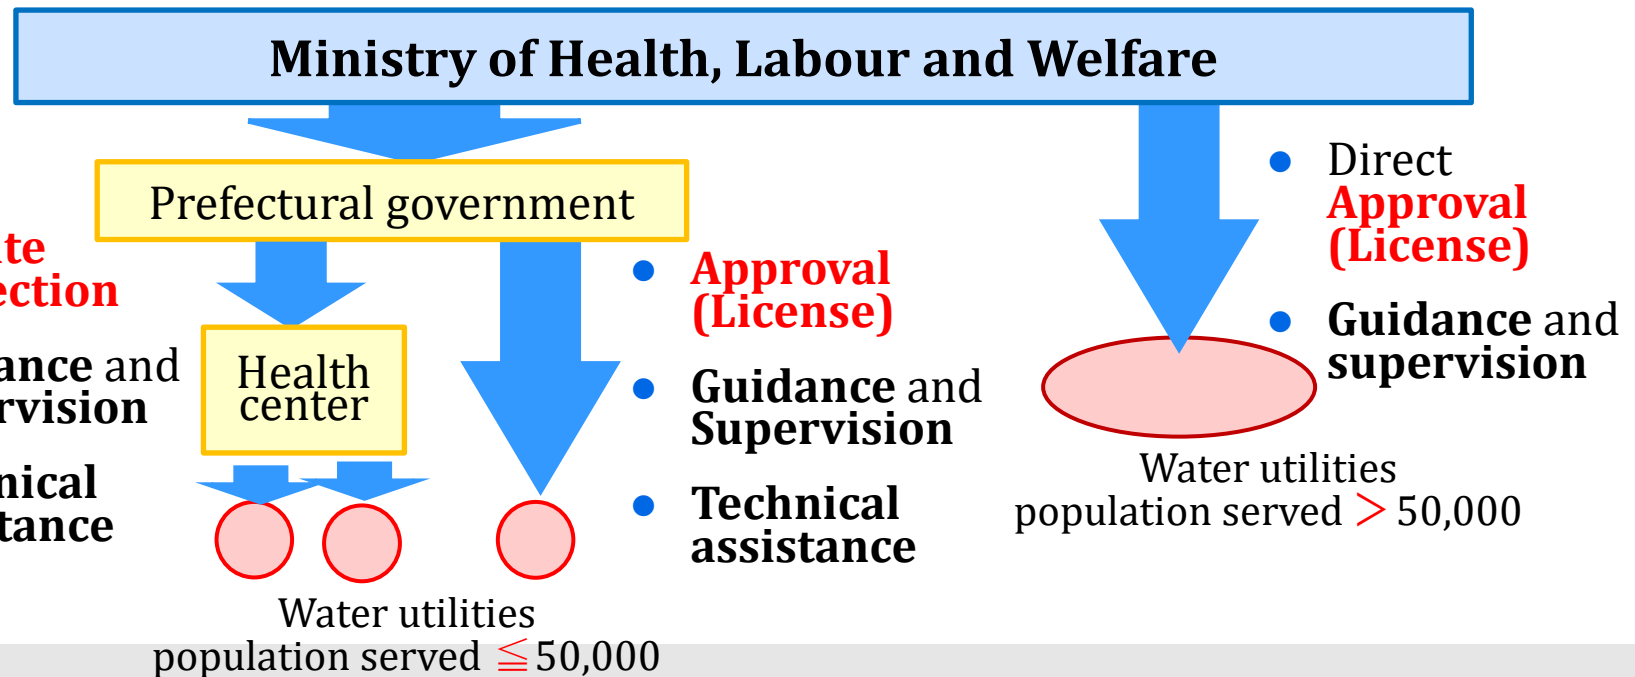 Ministry of Health, Labour and Welfare
Prefectural government
Health
center
and
Water utilities
population served ≦ 50,000
● Approval
(License)
● Guidance and
Supervision
● Technical
assistance
● Direct
Approval
(License)
● Guidance and
supervision
Water utilities
population served > 50,000